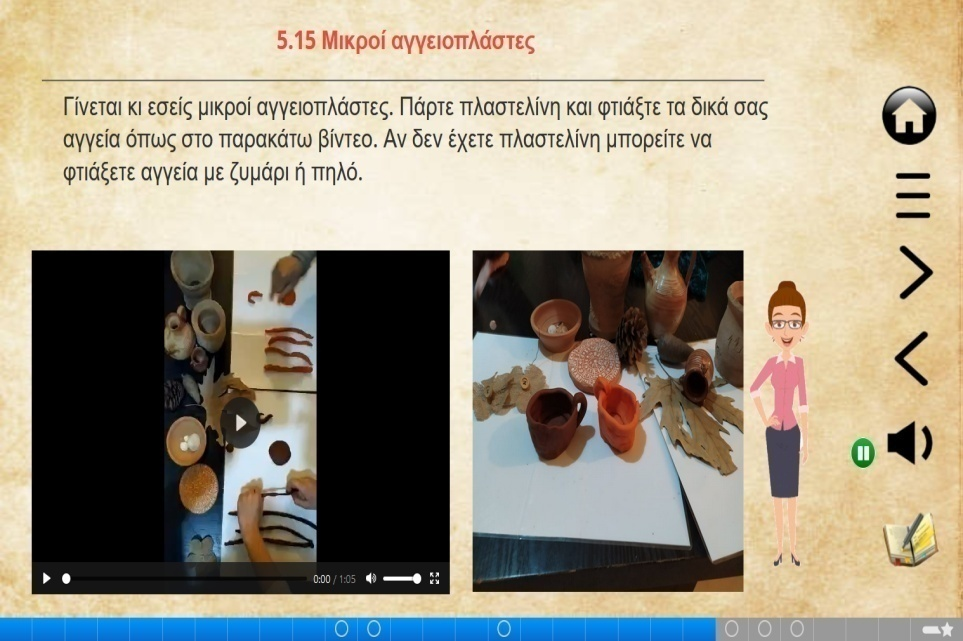 5.15 Μικροί αγγειοπλάστες
Γίνεται κι εσείς μικροί αγγειοπλάστες. Πάρτε πλαστελίνη και φτιάξτε τα δικά σας
αγγεία όπως στο παρακάτω βίντεο. Αν δεν έχετε πλαστελίνη μπορείτε να
φτιάξετε αγγεία με ζυμάρι ή πηλό.
0:00 / 1:05